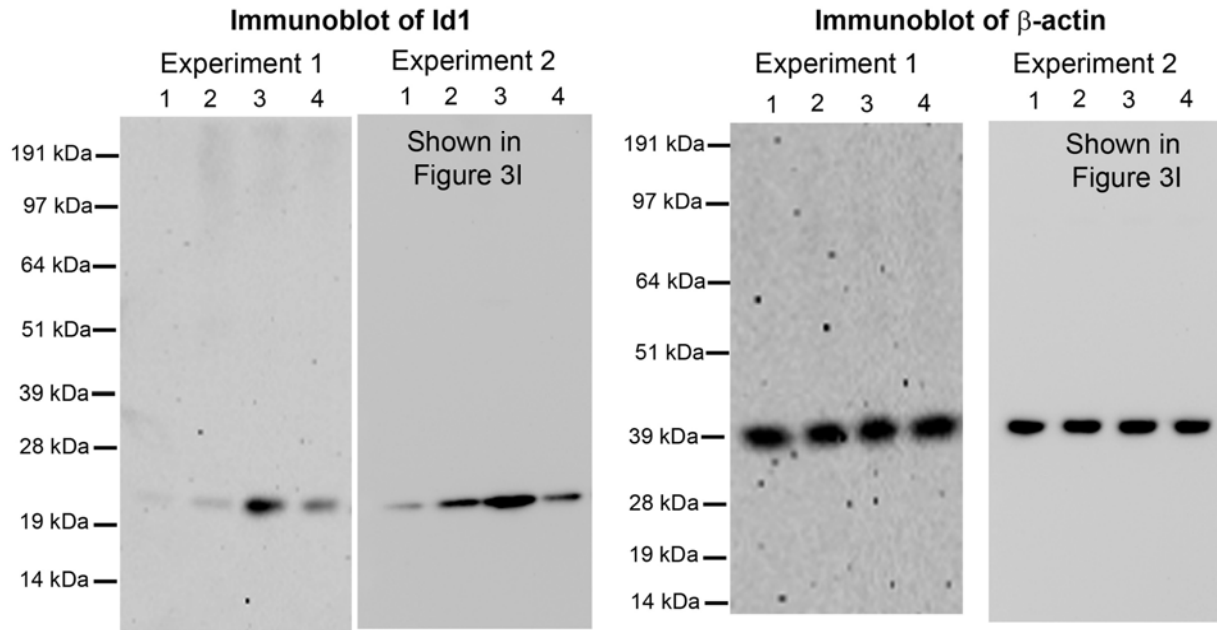 Immunoblot of Id1
Experiment 1
Experiment 2
1 2 3 4
1 2 3 4
Shown in
Figure 3I
191 kDa
97 kDa
64 kDa
51 kDa
39 kDa
28 kDa
19 kDa
14 kDa
Immunoblot of β-actin
Experiment 1
Experiment 2
1 2 3 4
1 2 3 4
Shown in
Figure 3I
191 kDa
97 kDa
64 kDa
51 kDa
39 kDa
28 kDa
19 kDa
14 kDa